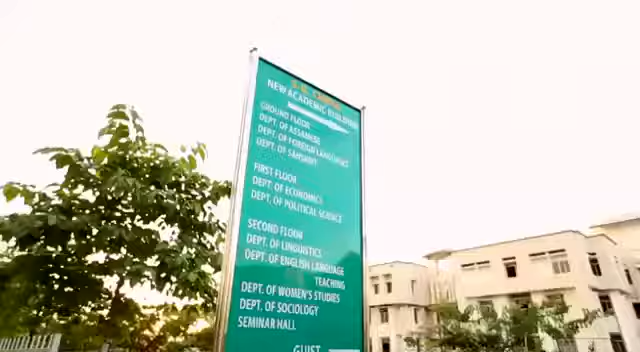 NEW ACADEMIC BUILDING
GROUND FLOOR
DEPT. OF ASSAMESE
DEPT. OF FOREIGN LANGUAGES
DEPT. OF SANSKRIT
FIRST FLOOR
DEPT. OF ECONOMICS
DEPT. OF POLITICAL SCIENCE
SECOND FLOOR
DEPT. OF LINGUISTICS
DEPT. OF ENGLISH LANGUAGE
TEACHING
DEPT. OF WOMEN'S STUDIES
DEPT. OF SOCIOLOGY
SEMINAR HALL
GUIST